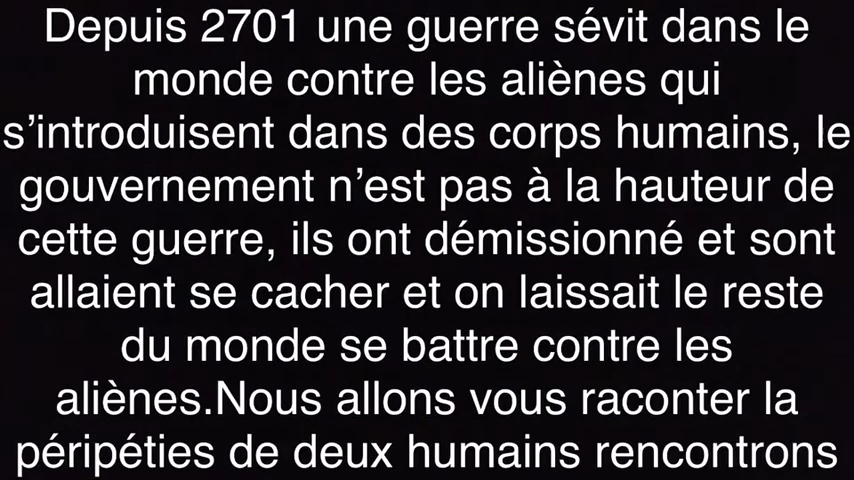 Depuis 2701 une guerre sévit dans le
monde contre les aliènes qui
s’introduisent dans des corps humains, le
gouvernement n’est pas à la hauteur de
cette guerre, ils ont démissionné et sont
allaient se cacher et on laissait le reste
du monde se battre contre les
aliènes.Nous allons vous raconter la
péripéties de deux humains rencontrons